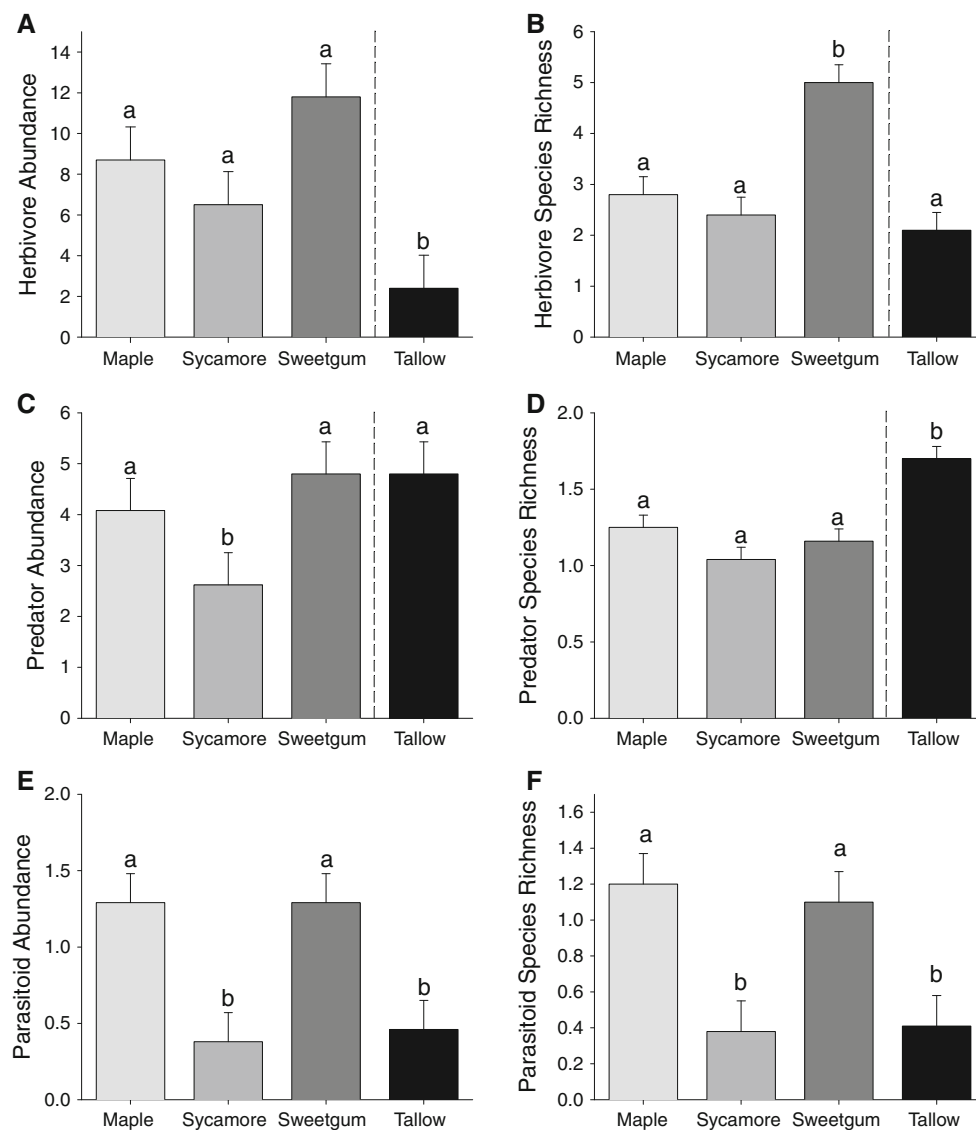 A
Herbivore Abundance
14
12
10
8
6
4
2
0
a
a
a
b
Maple Sycamore Sweetgum Tallow
B
Herbivore Species Richness
6
5
4
3
2
1
0
a
a
b
a
Maple Sycamore Sweetgum Tallow
C
Predator Abundance
6
5
4
3
2
1
0
a
b
a
a
Maple Sycamore Sweetgum Tallow
D
Predator Species Richness
2.0
1.5
1.0
0.5
0.0
a
a
a
b
Maple Sycamore Sweetgum Tallow
E
Parasitoid Abundance
2.0
1.5
1.0
0.5
0.0
a
b
a
b
Maple Sycamore Sweetgum Tallow
F
Parasitoid Species Richness
1.6
1.4
1.2
1.0
0.8
0.6
0.4
0.2
0.0
a
b
a
b
Maple Sycamore Sweetgum Tallow